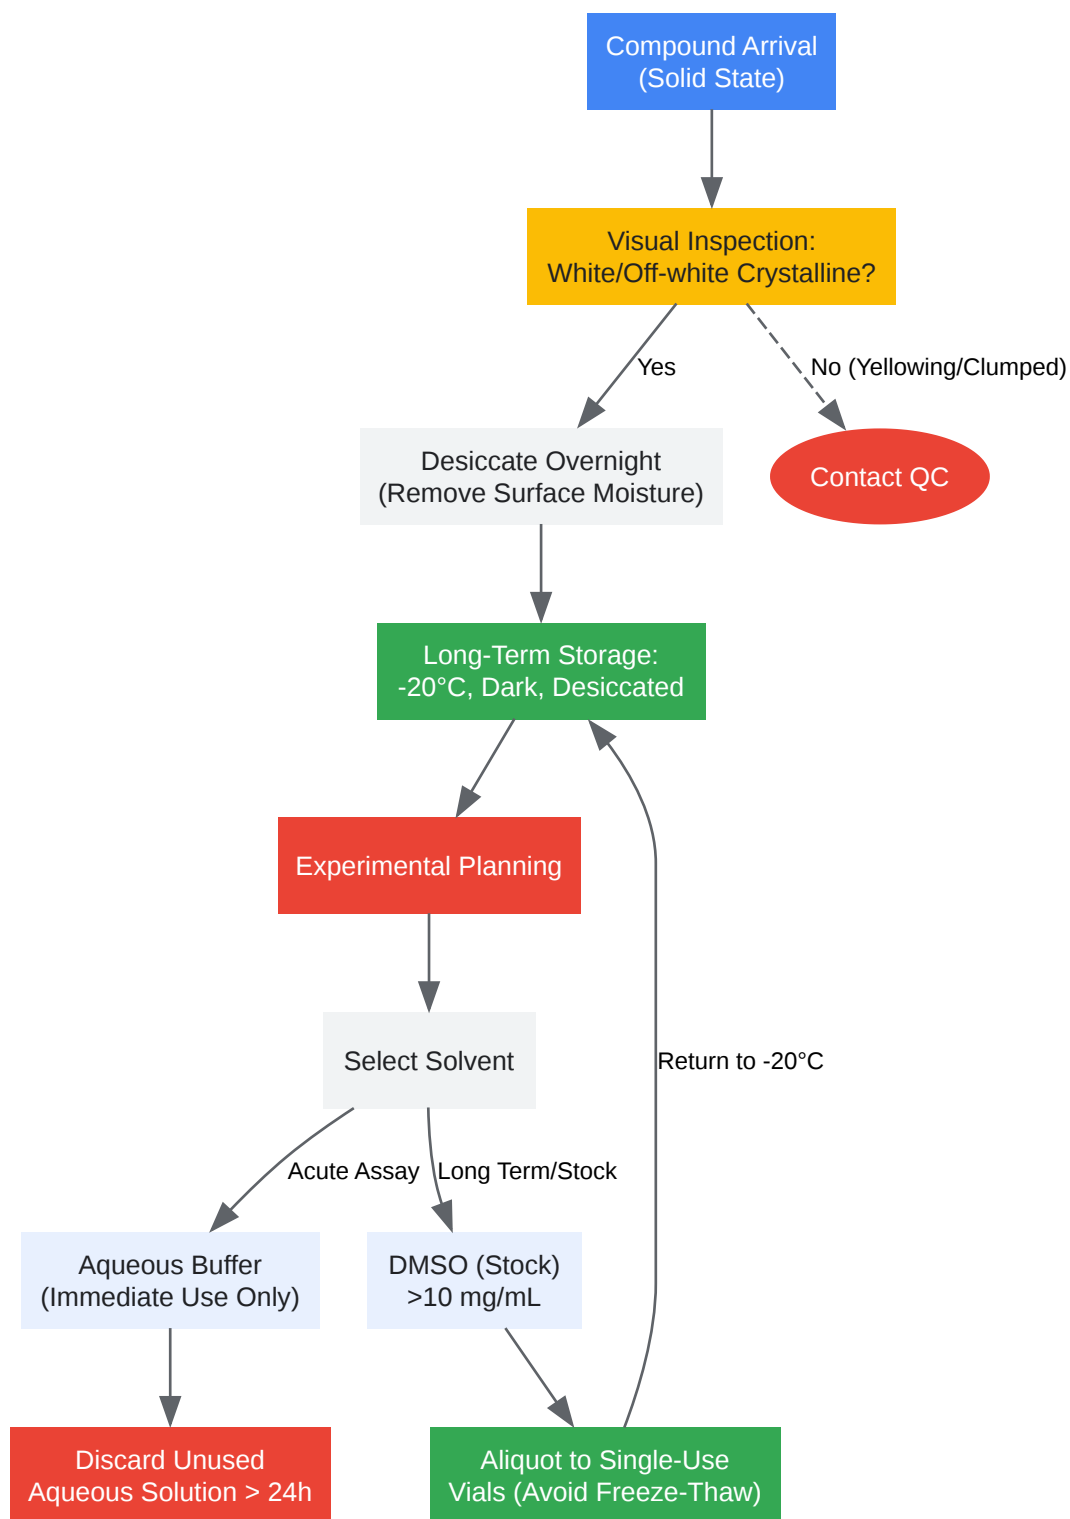 Compound Arrival
(Solid State)
Visual Inspection:
White/Off-white Crystalline?
Yes
No (Yellowing/Clumped)
Desiccate Overnight
(Remove Surface Moisture)
Contact QC
Long-Term Storage:
-20°C, Dark, Desiccated
Experimental Planning
Select Solvent
Return to -20°C
Acute Assay
Long Term/Stock
Aqueous Buffer
(Immediate Use Only)
DMSO (Stock)
>10 mg/mL
Discard Unused
Aqueous Solution > 24h
Aliquot to Single-Use
Vials (Avoid Freeze-Thaw)